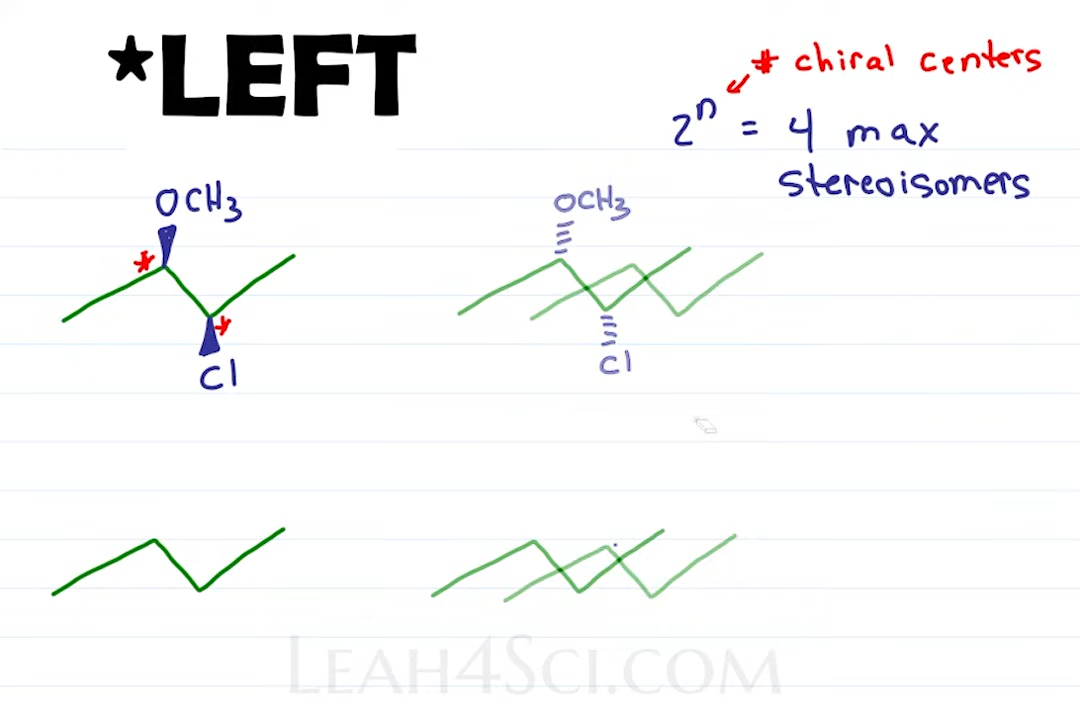 *LEFT
# chiral centers
2ⁿ = 4 max
stereoisomers
OCH₃
OCH₃
*
*
Cl
Cl
LEAH4SCI.COM